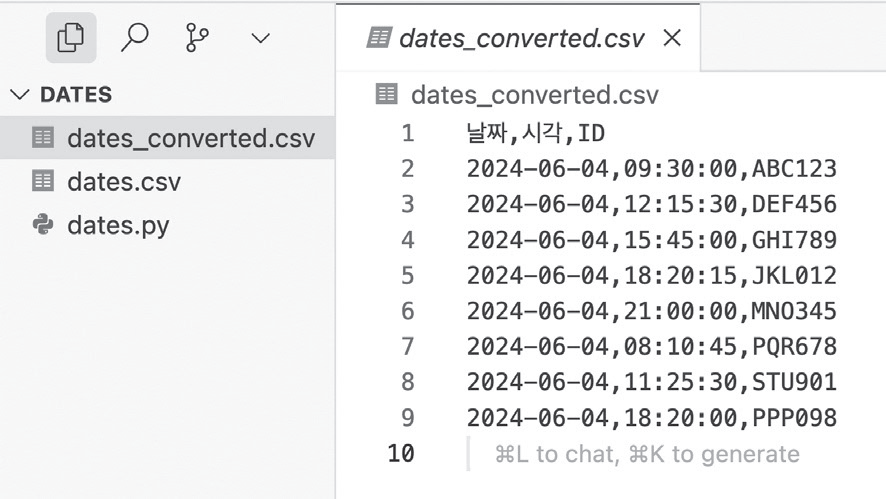 dates_converted.csv
DATES
dates_converted.csv
dates_converted.csv
dates.csv
dates.py
1 날짜,시각,ID
2 2024-06-04,09:30:00,ABC123
3 2024-06-04,12:15:30,DEF456
4 2024-06-04,15:45:00,GHI789
5 2024-06-04,18:20:15,JKL012
6 2024-06-04,21:00:00,MNO345
7 2024-06-04,08:10:45,PQR678
8 2024-06-04,11:25:30,STU901
9 2024-06-04,18:20:00,PPP098
10 ⌘L to chat, ⌘K to generate